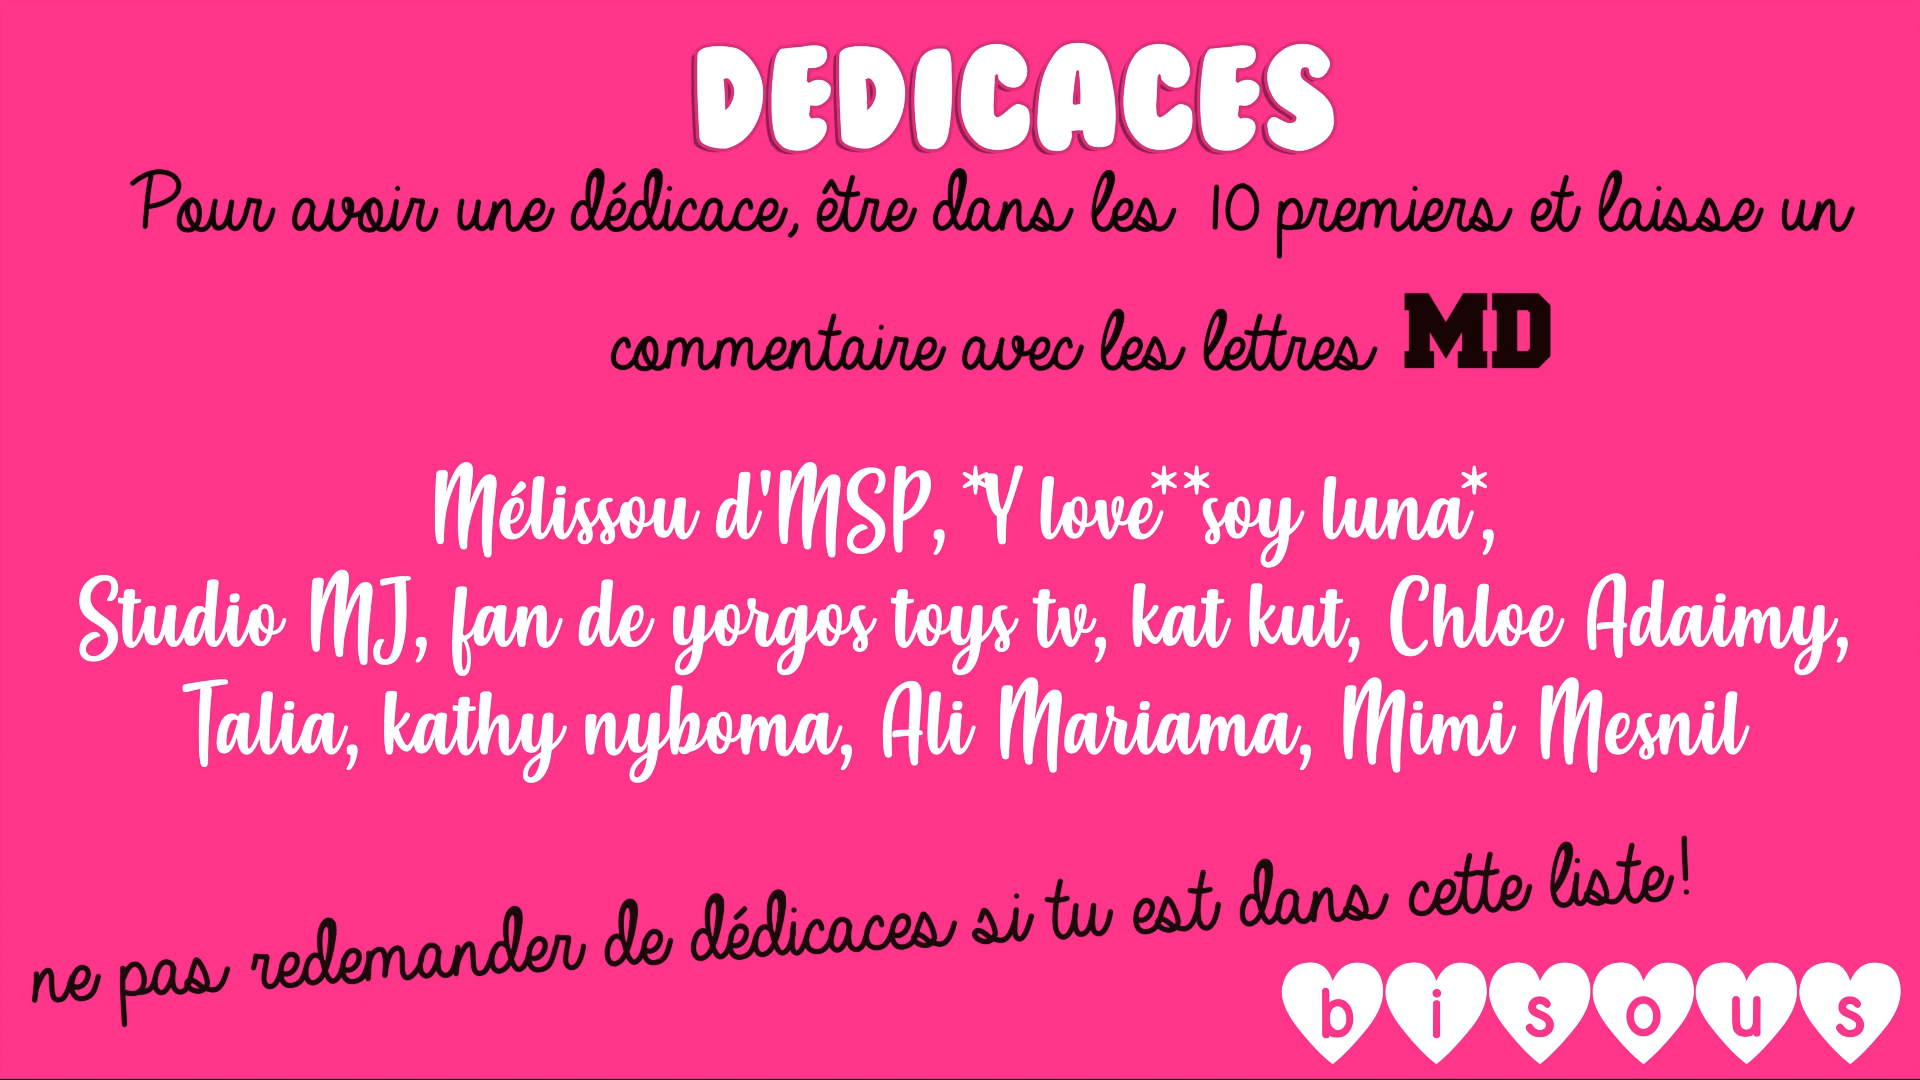 DEDICACES
Pour avoir une dédicace, être dans les 10 premiers et laisse un
commentaire avec les lettres MD
Mélissou d'MSP, *Y love**soy luna*,
Studio MJ, fan de yorgos toys tv, kat kut, Chloe Adaimy,
Talia, kathy nyboma, Ali Mariama, Mimi Mesnil
ne pas redemander de dédicaces si tu est dans cette liste!
bisous